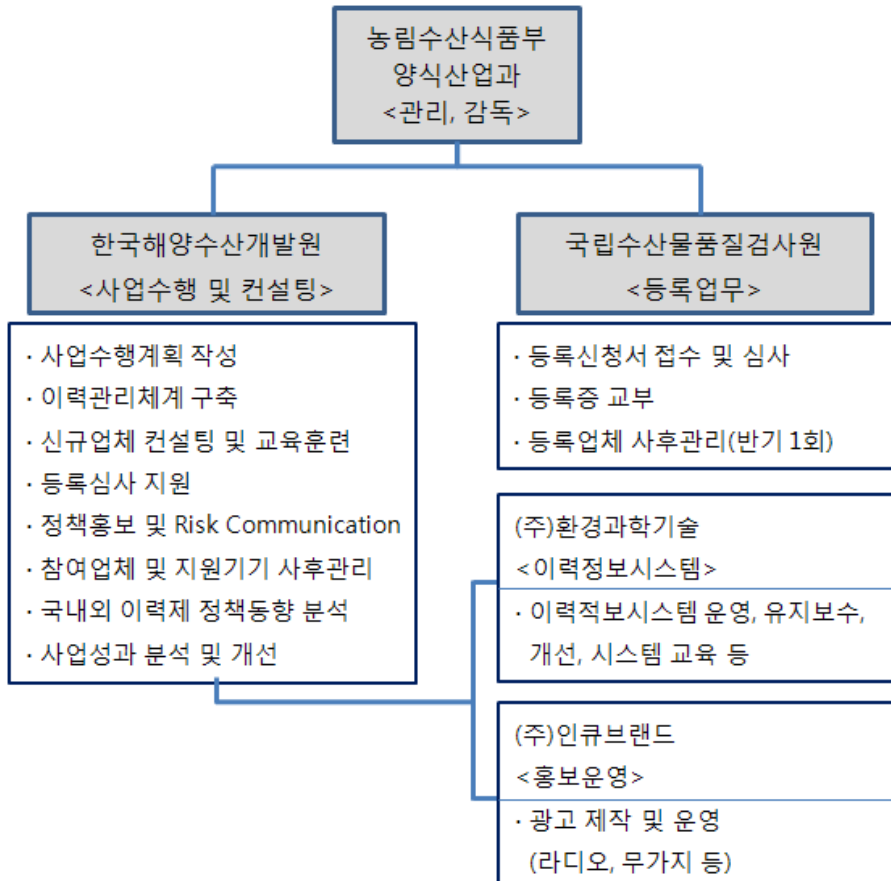 농림수산식품부
양식산업과
<관리, 감독>
한국해양수산개발원
<사업수행 및 컨설팅>
· 사업수행계획 작성
· 이력관리체계 구축
· 신규업체 컨설팅 및 교육훈련
· 등록심사 지원
· 정책홍보 및 Risk Communication
· 참여업체 및 지원기기 사후관리
· 국내외 이력제 정책동향 분석
· 사업성과 분석 및 개선
국립수산물품질검사원
<등록업무>
· 등록신청서 접수 및 심사
· 등록증 교부
· 등록업체 사후관리(반기 1회)
(주)환경과학기술
<이력정보시스템>
· 이력적보시스템 운영, 유지보수,
개선, 시스템 교육 등
(주)인큐브랜드
<홍보운영>
· 광고 제작 및 운영
(라디오, 무가지 등)